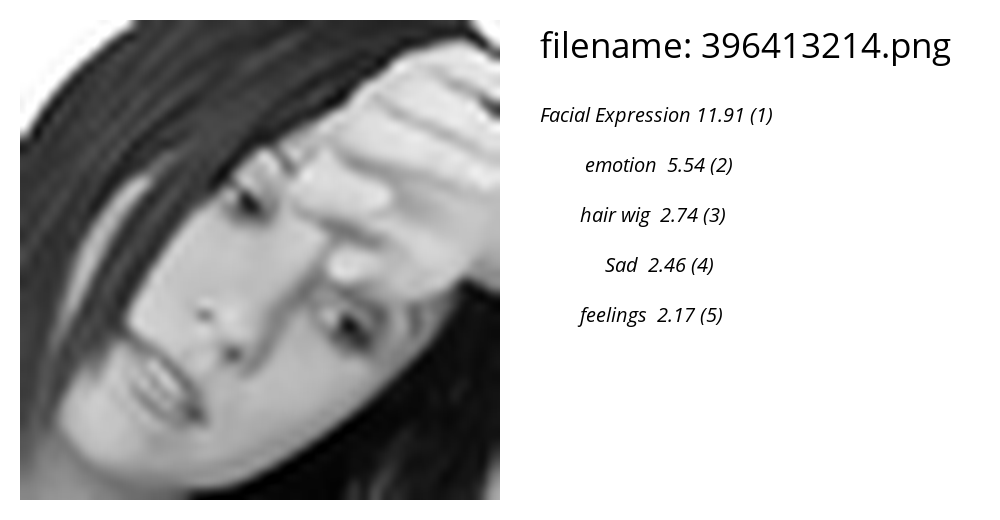 filename: 396413214.png
Facial Expression 11.91 (1)
emotion 5.54 (2)
hair wig 2.74 (3)
Sad 2.46 (4)
feelings 2.17 (5)